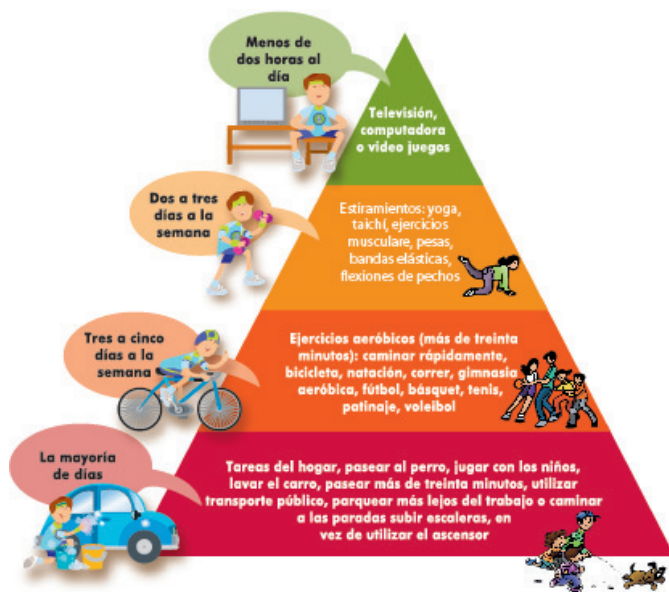 Menos de
dos horas al
día
Televisión,
computadora
o vídeo juegos
Dos a tres
días a la
semana
Estiramientos: yoga,
taichí, ejercicios
musculare, pesas,
bandas elásticas,
flexiones de pechos
Tres a cinco
días a la
semana
Ejercicios aeróbicos (más de treinta
minutos): caminar rápidamente,
bicicleta, natación, correr, gimnasia
aeróbica, fútbol, básquet, tenis,
patinaje, voleibol
La mayoría
de días
Tareas del hogar, pasear al perro, jugar con los niños,
lavar el carro, pasear más de treinta minutos, utilizar
transporte público, parquear más lejos del trabajo o caminar
a las paradas subir escaleras, en
vez de utilizar el ascensor